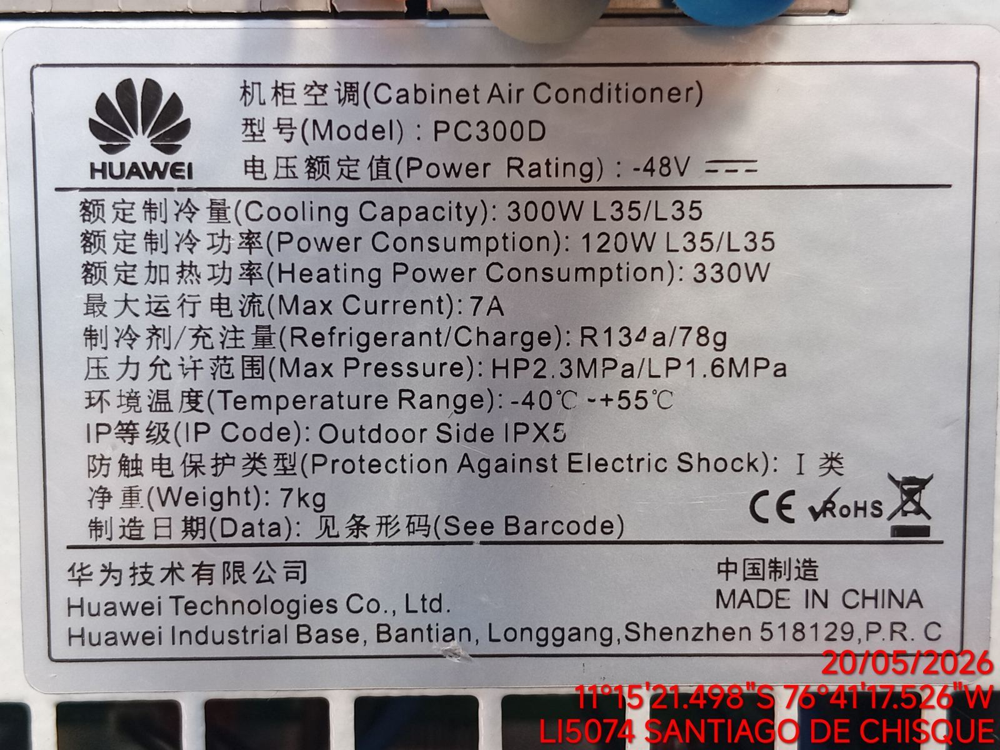 HUAWEI
机柜空调(Cabinet Air Conditioner)
型号(Model) : PC300D
电压额定值(Power Rating) : -48V
额定制冷量(Cooling Capacity): 300W L35/L35
额定制冷功率(Power Consumption): 120W L35/L35
额定加热功率(Heating Power Consumption): 330W
最大运行电流(Max Current): 7A
制冷剂/充注量(Refrigerant/Charge): R134a/78g
压力允许范围(Max Pressure): HP2.3MPa/LP1.6MPa
环境温度(Temperature Range): -40℃ ~+55℃
IP等级(IP Code): Outdoor Side IPX5
防触电保护类型(Protection Against Electric Shock): I 类
净重(Weight): 7kg
CE RoHS
制造日期(Data): 见条形码(See Barcode)
华为技术有限公司
中国制造
Huawei Technologies Co., Ltd.
MADE IN CHINA
Huawei Industrial Base, Bantian, Longgang,Shenzhen 518129,P.R. C
20/05/2026
11°15'21.498"S 76°41'17.526"W
LI5074 SANTIAGO DE CHISQUE